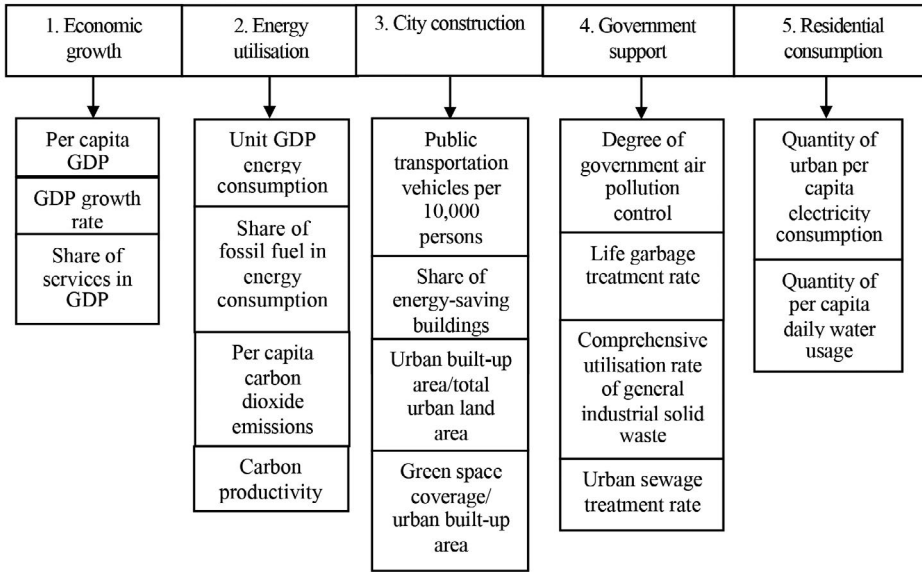 1. Economic
growth
2. Energy
utilisation
3. City construction
4. Government
support
5. Residential
consumption
Per capita
GDP
GDP growth
rate
Share of
services in
GDP
Unit GDP
energy
consumption
Share of
fossil fuel in
energy
consumption
Per capita
carbon
dioxide
emissions
Carbon
productivity
Public
transportation
vehicles per
10,000
persons
Share of
energy-saving
buildings
Urban built-up
area/total
urban land
area
Green space
coverage/
urban built-up
area
Degree of
government air
pollution
control
Life garbage
treatment rate
Comprehensive
utilisation rate
of general
industrial solid
waste
Urban sewage
treatment rate
Quantity of
urban per
capita
electricity
consumption
Quantity of
per capita
daily water
usage